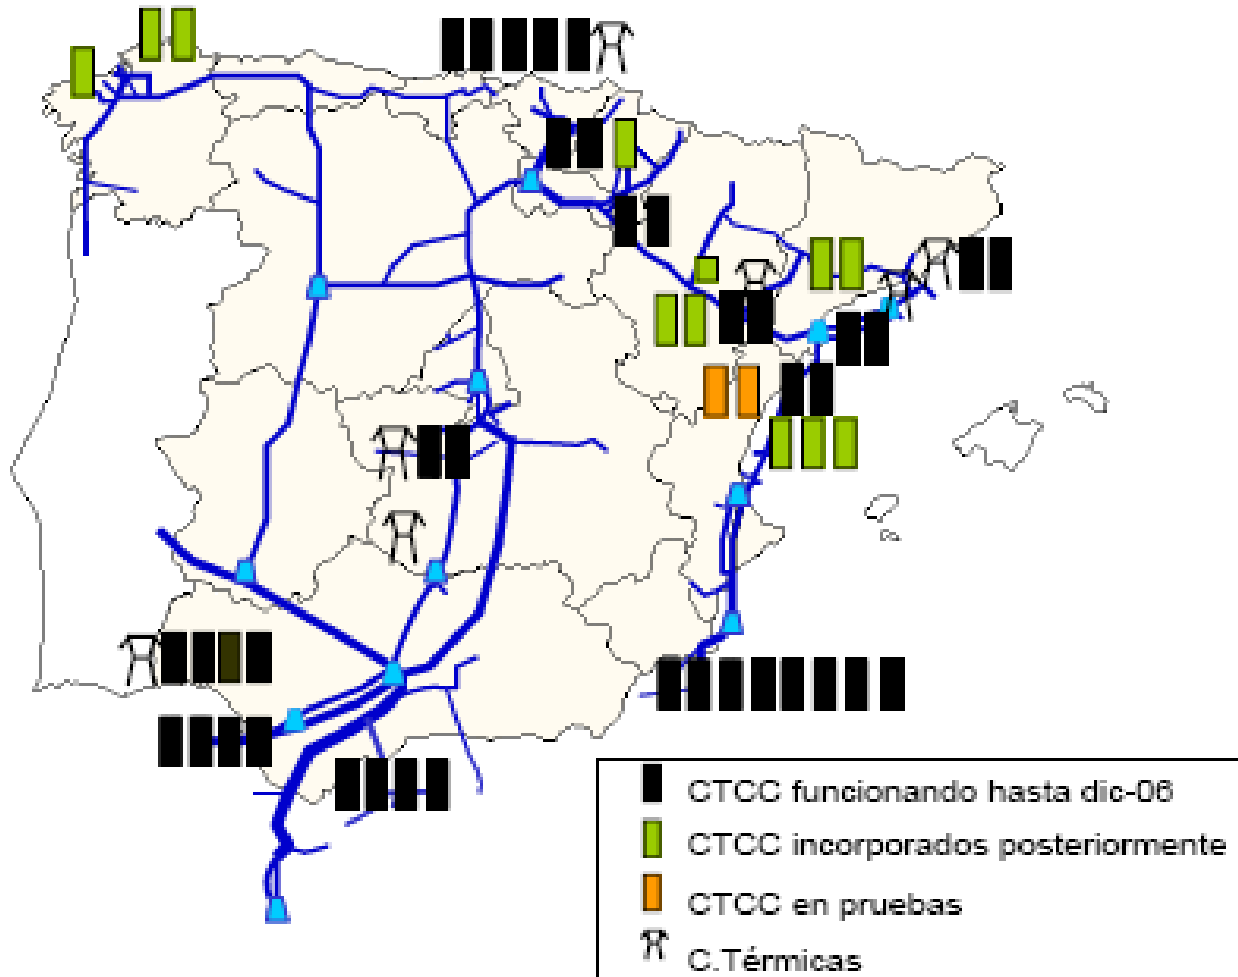 CTCC funcionando hasta dic-06
CTCC incorporados posteriormente
CTCC en pruebas
C.Térmicas